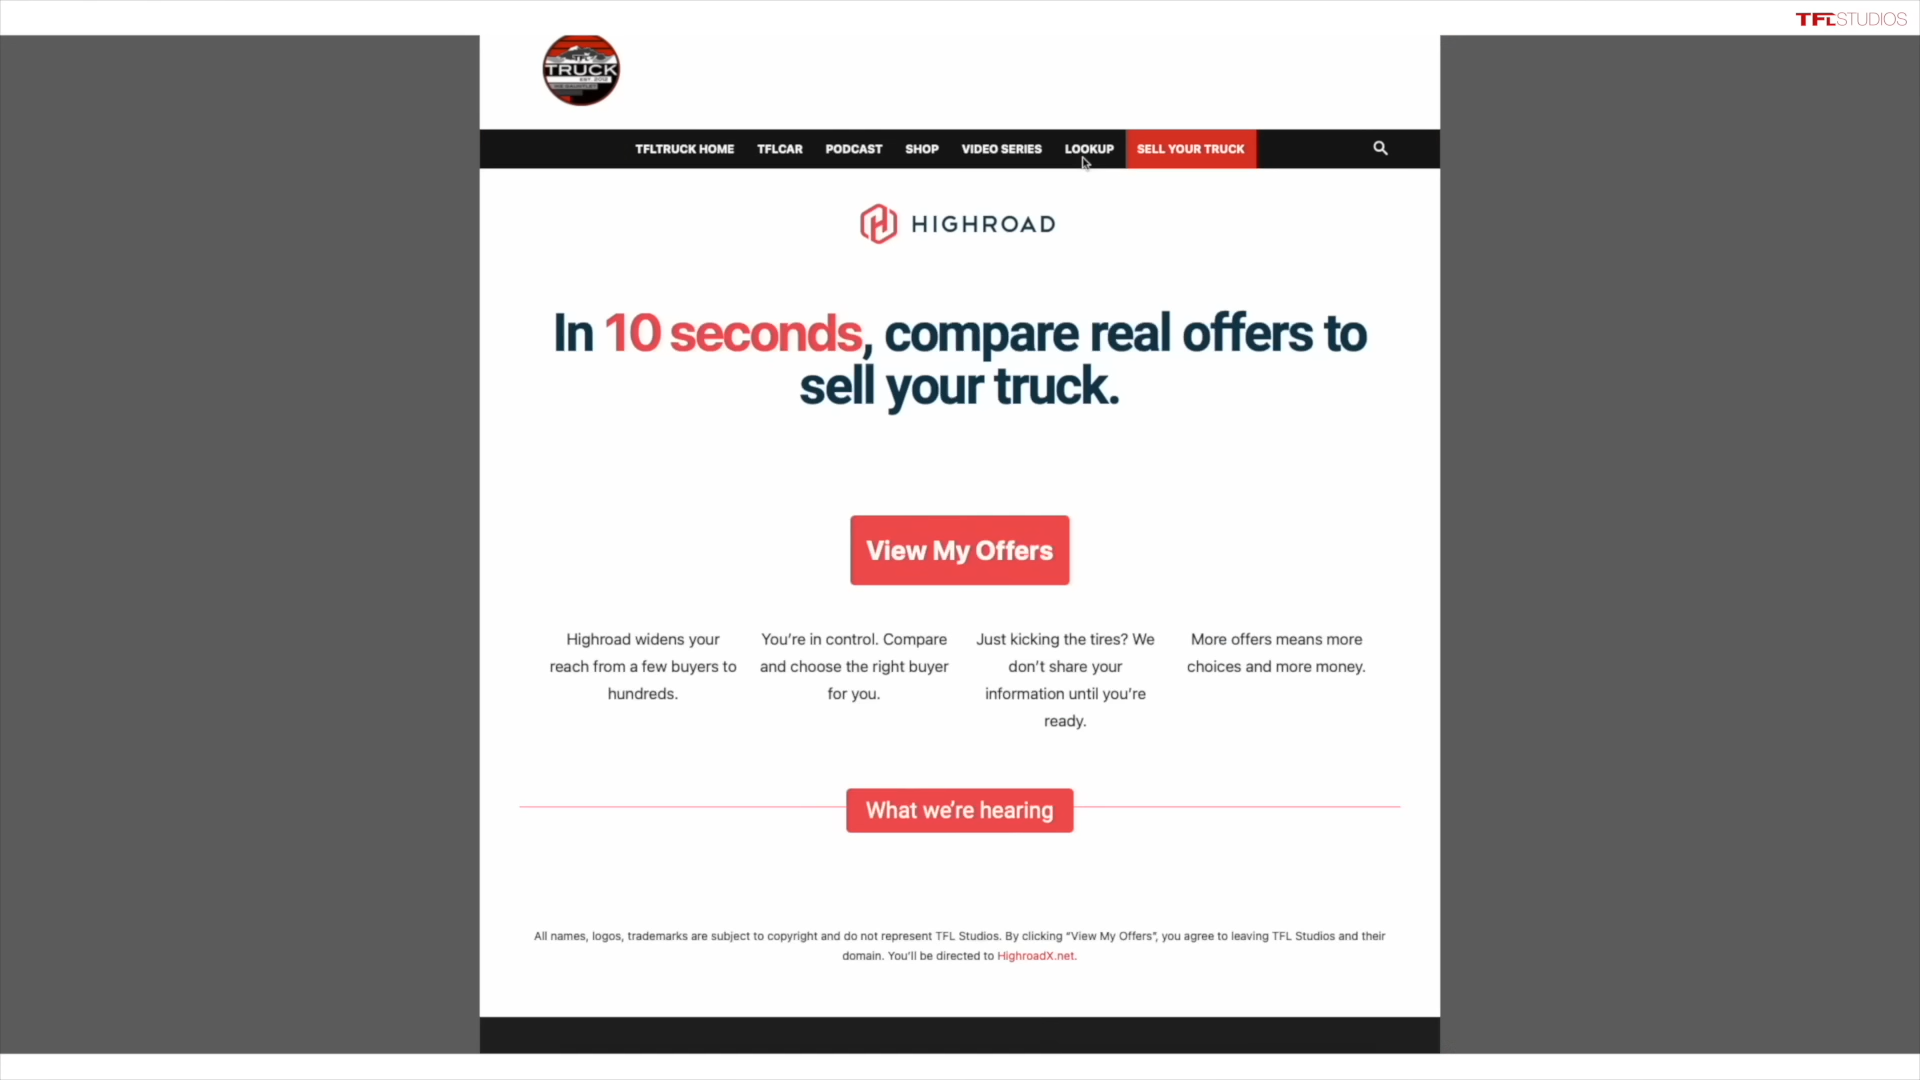 TFLSTUDIOS
TFL
TRUCK
EST. 2012
TFLTRUCK HOME TFLCAR PODCAST SHOP VIDEO SERIES LOOKUP SELL YOUR TRUCK
HIGHROAD
In 10 seconds, compare real offers to
sell your truck.
View My Offers
Highroad widens your
reach from a few buyers to
hundreds.
You’re in control. Compare
and choose the right buyer
for you.
Just kicking the tires? We
don’t share your
information until you’re
ready.
More offers means more
choices and more money.
What we’re hearing
All names, logos, trademarks are subject to copyright and do not represent TFL Studios. By clicking “View My Offers”, you agree to leaving TFL Studios and their
domain. You’ll be directed to HighroadX.net.